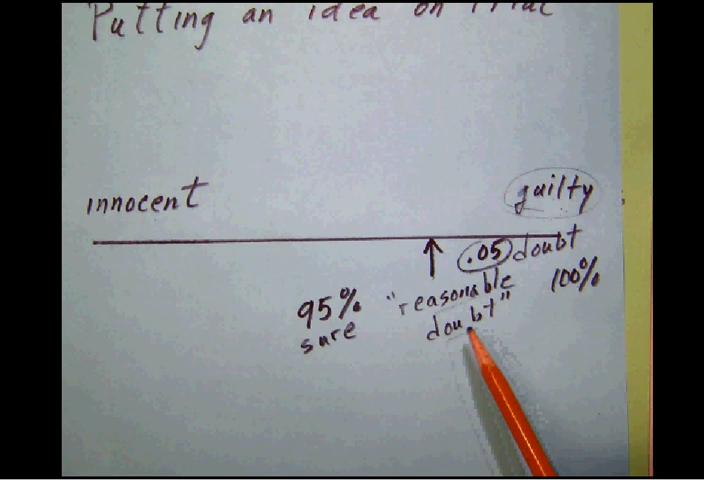 Putting an idea on Trial
innocent
guilty
.05 doubt
95% sure
"reasonable doubt"
100%